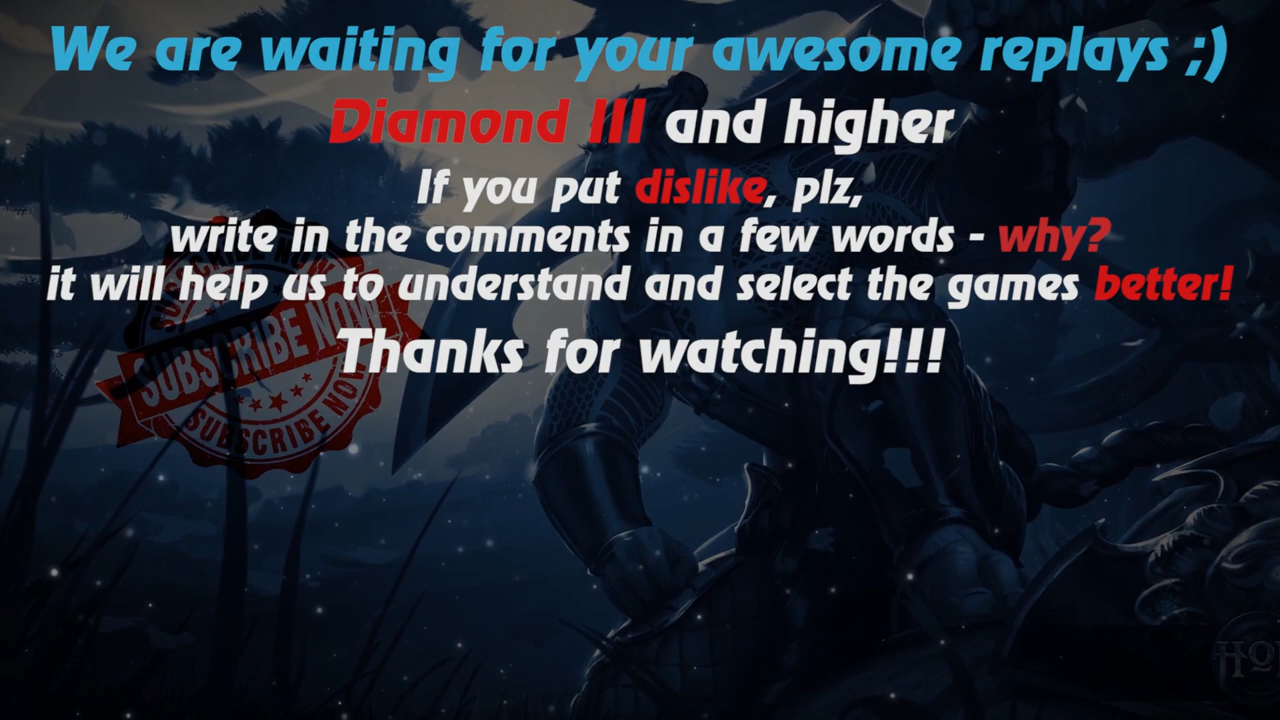 We are waiting for your awesome replays ;)
Diamond III and higher
If you put dislike, plz,
write in the comments in a few words - why?
it will help us to understand and select the games better!
SUBSCRIBE NOW
SUBSCRIBE NOW
SUBSCRIBE NOW
Thanks for watching!!!